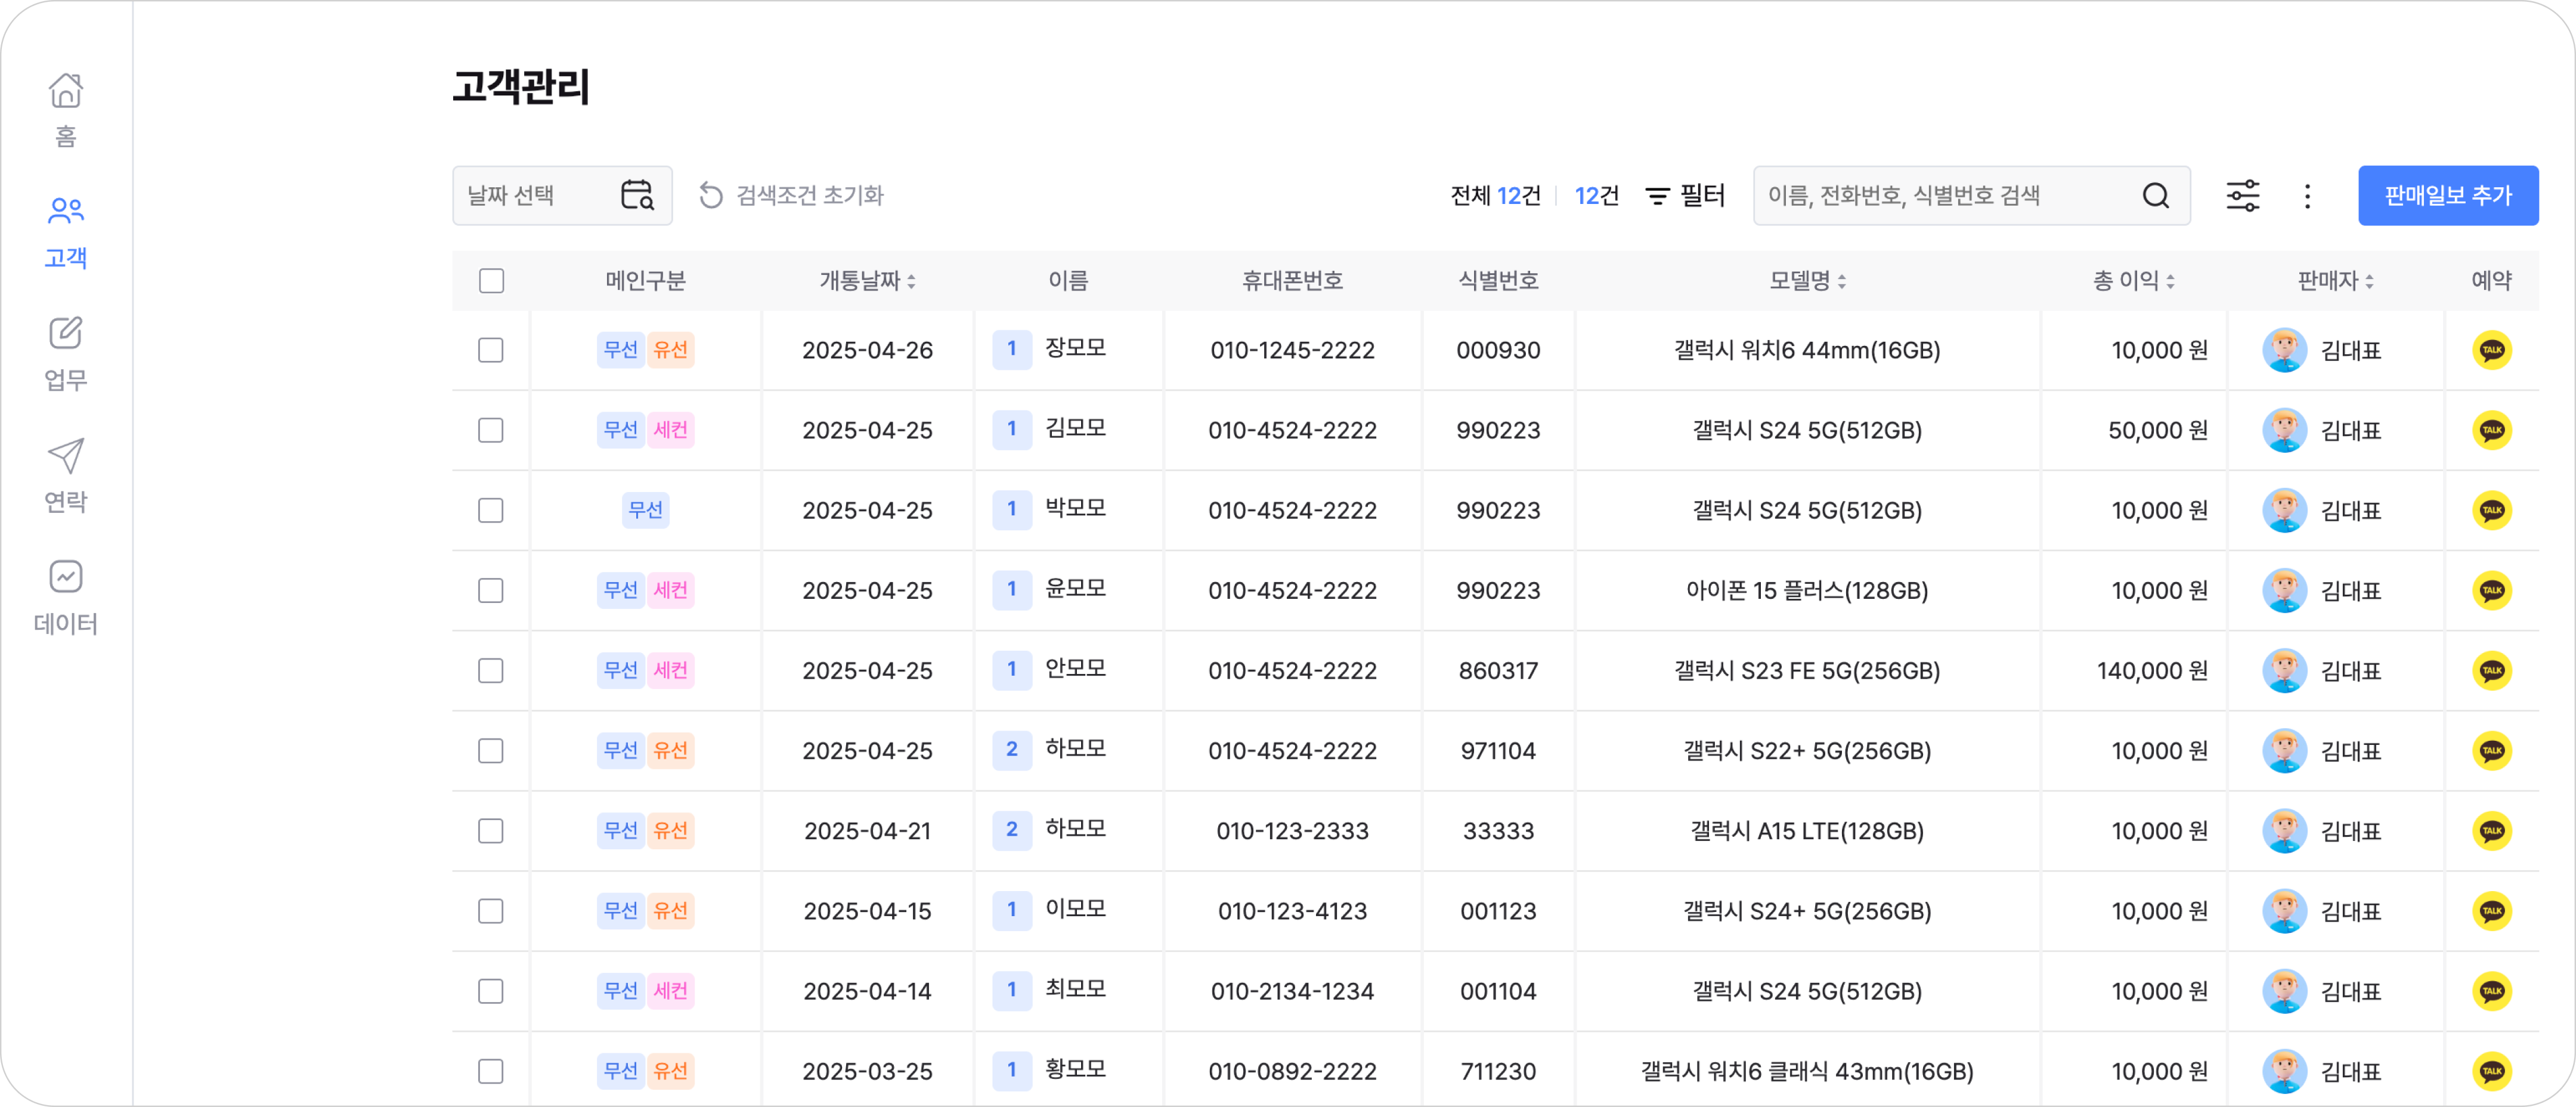 고객관리
홈
고객
업무
연락
데이터
날짜 선택 검색조건 초기화 전체 12건 12건 필터 이름, 전화번호, 식별번호 검색 판매일보 추가
메인구분 개통날짜 이름 휴대폰번호 식별번호 모델명 총 이익 판매자 예약
무선 유선 2025-04-26 1 장모모 010-1245-2222 000930 갤럭시 워치6 44mm(16GB) 10,000 원 김대표 TALK
무선 세컨 2025-04-25 1 김모모 010-4524-2222 990223 갤럭시 S24 5G(512GB) 50,000 원 김대표 TALK
무선 2025-04-25 1 박모모 010-4524-2222 990223 갤럭시 S24 5G(512GB) 10,000 원 김대표 TALK
무선 세컨 2025-04-25 1 윤모모 010-4524-2222 990223 아이폰 15 플러스(128GB) 10,000 원 김대표 TALK
무선 세컨 2025-04-25 1 안모모 010-4524-2222 860317 갤럭시 S23 FE 5G(256GB) 140,000 원 김대표 TALK
무선 유선 2025-04-25 2 하모모 010-4524-2222 971104 갤럭시 S22+ 5G(256GB) 10,000 원 김대표 TALK
무선 유선 2025-04-21 2 하모모 010-123-2333 33333 갤럭시 A15 LTE(128GB) 10,000 원 김대표 TALK
무선 유선 2025-04-15 1 이모모 010-123-4123 001123 갤럭시 S24+ 5G(256GB) 10,000 원 김대표 TALK
무선 세컨 2025-04-14 1 최모모 010-2134-1234 001104 갤럭시 S24 5G(512GB) 10,000 원 김대표 TALK
무선 유선 2025-03-25 1 황모모 010-0892-2222 711230 갤럭시 워치6 클래식 43mm(16GB) 10,000 원 김대표 TALK